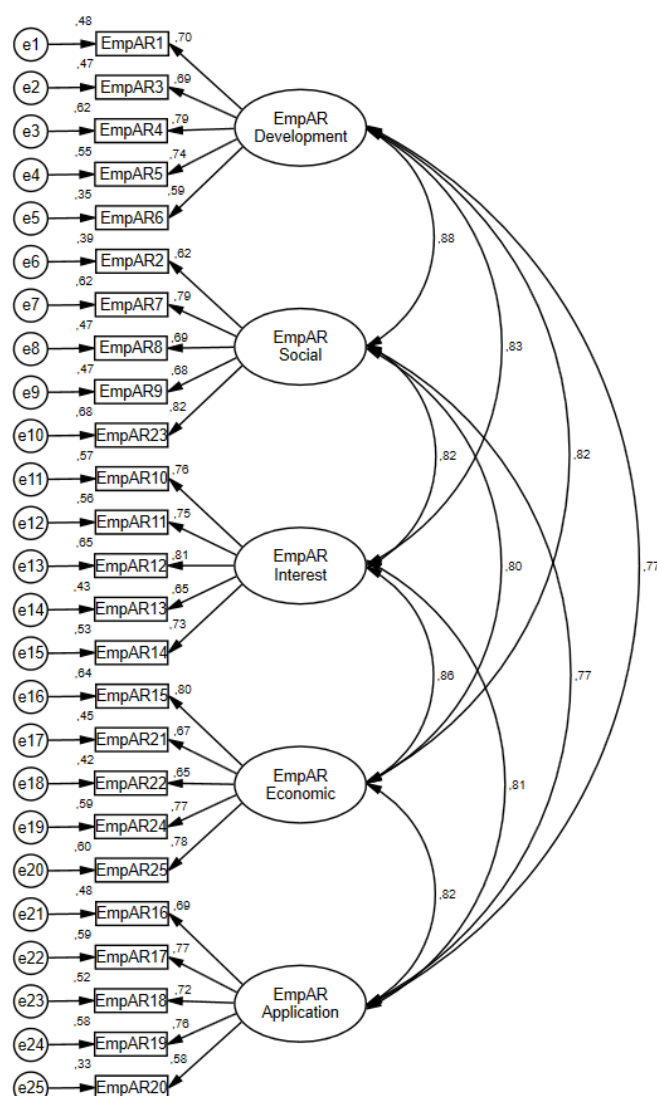 ,48
e1 EmpAR1 ,70
,47
e2 EmpAR3 ,69
,62
e3 EmpAR4 ,79
,55
e4 EmpAR5 ,74
,35
e5 EmpAR6 ,59
EmpAR
Development
,39
e6 EmpAR2 ,62
,62
e7 EmpAR7 ,79
,47
e8 EmpAR8 ,69
,47
e9 EmpAR9 ,68
,68
e10 EmpAR23 ,82
EmpAR
Social
,57
e11 EmpAR10 ,76
,56
e12 EmpAR11 ,75
,65
e13 EmpAR12 ,81
,43
e14 EmpAR13 ,65
,53
e15 EmpAR14 ,73
EmpAR
Interest
,64
e16 EmpAR15 ,80
,45
e17 EmpAR21 ,67
,42
e18 EmpAR22 ,65
,59
e19 EmpAR24 ,77
,60
e20 EmpAR25 ,78
EmpAR
Economic
,48
e21 EmpAR16 ,69
,59
e22 EmpAR17 ,77
,52
e23 EmpAR18 ,72
,58
e24 EmpAR19 ,76
,33
e25 EmpAR20 ,58
EmpAR
Application
,88
,83
,82
,82
,80
,77
,77
,86
,81
,82